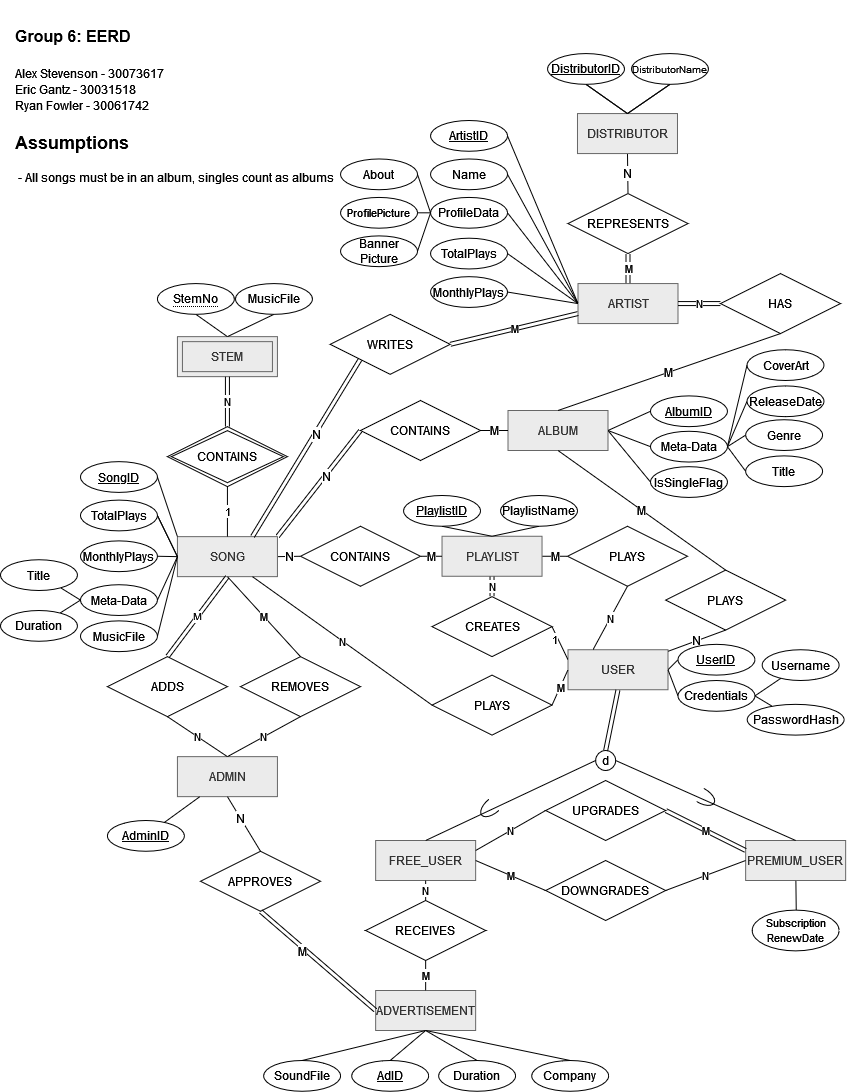 Group 6: EERD
Alex Stevenson - 30073617
Eric Gantz - 30031518
Ryan Fowler - 30061742
Assumptions
- All songs must be in an album, singles count as albums
DistributorID
DistributorName
DISTRIBUTOR
N
REPRESENTS
M
ArtistID
About
Name
ProfilePicture
ProfileData
Banner
Picture
TotalPlays
MonthlyPlays
ARTIST
N
HAS
M
StemNo
MusicFile
STEM
N
CONTAINS
1
WRITES
M
N
CONTAINS
M
N
ALBUM
AlbumID
Meta-Data
IsSingleFlag
CoverArt
ReleaseDate
Genre
Title
SongID
TotalPlays
MonthlyPlays
Title
Meta-Data
Duration
MusicFile
SONG
N
CONTAINS
M
PlaylistID
PlaylistName
PLAYLIST
M
PLAYS
N
M
PLAYS
N
N
CREATES
1
USER
UserID
Credentials
Username
PasswordHash
N
PLAYS
M
M
M
ADDS
REMOVES
N
N
ADMIN
AdminID
N
APPROVES
M
d
UPGRADES
N
M
FREE_USER
PREMIUM_USER
M
DOWNGRADES
N
Subscription
RenewDate
N
RECEIVES
M
ADVERTISEMENT
SoundFile
AdID
Duration
Company